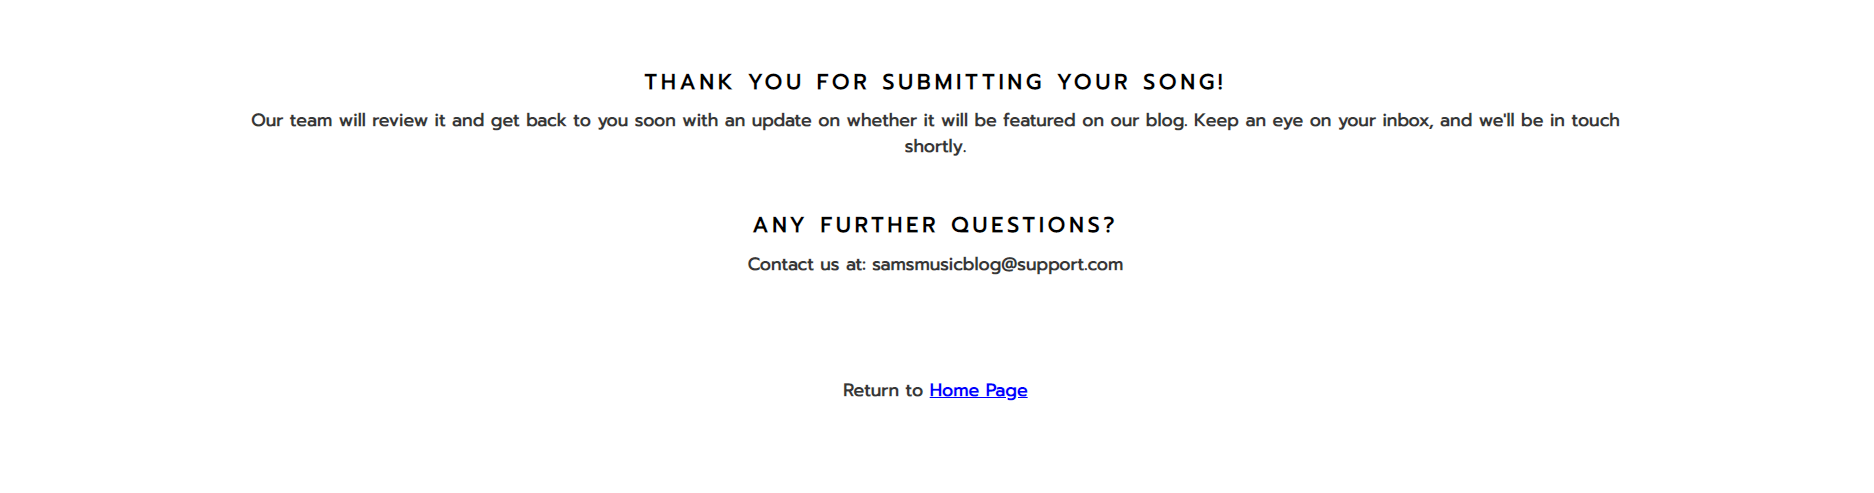 THANK YOU FOR SUBMITTING YOUR SONG!
Our team will review it and get back to you soon with an update on whether it will be featured on our blog. Keep an eye on your inbox, and we'll be in touch
shortly.
ANY FURTHER QUESTIONS?
Contact us at: samsmusicblog@support.com
Return to Home Page